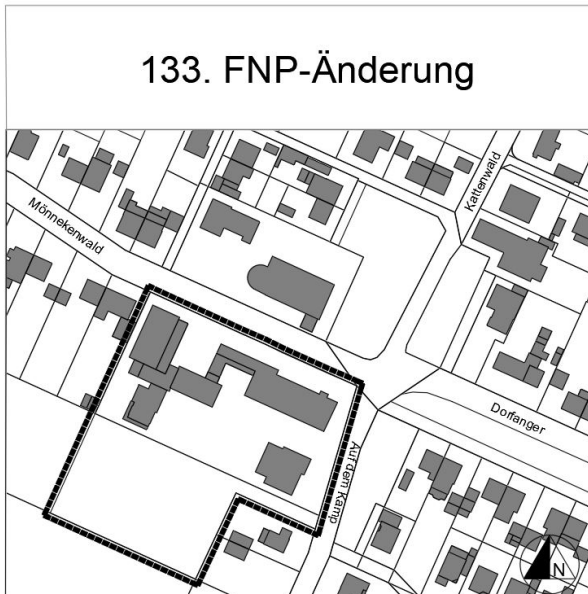 133. FNP-Änderung
Kattenwald
Mönnekenwald
Dorfanger
Auf dem Kamp
N